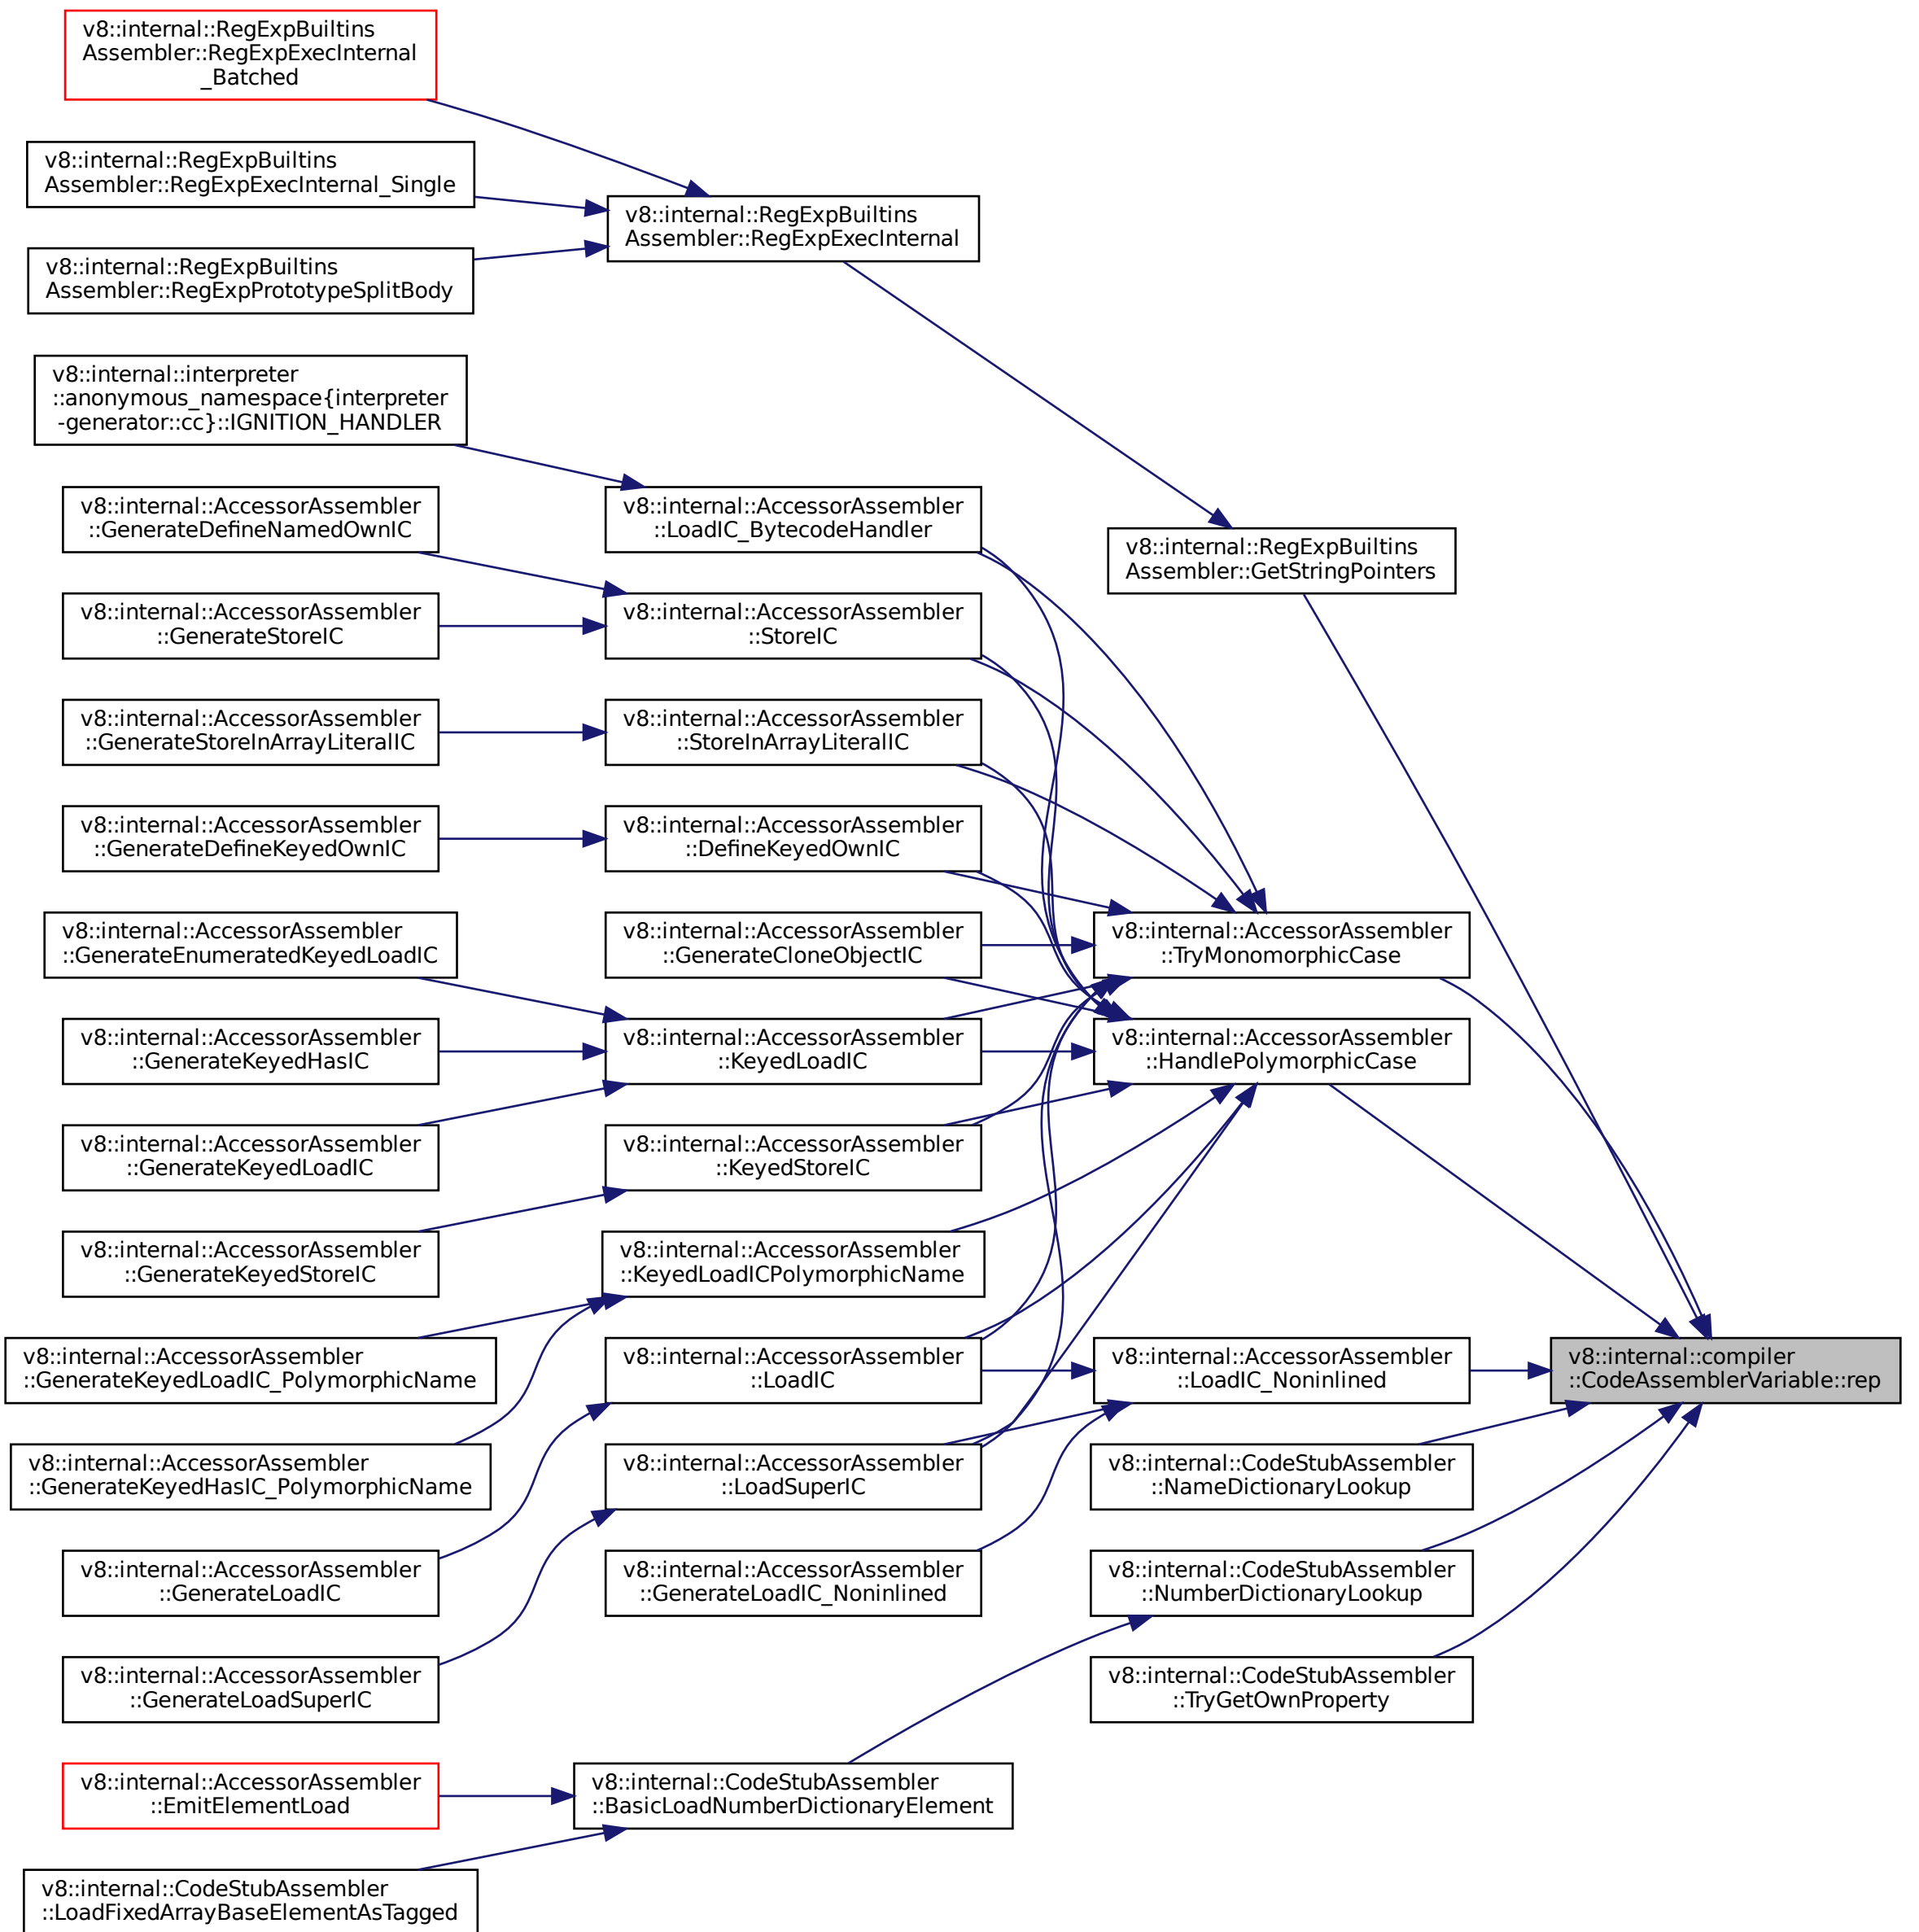 v8::internal::RegExpBuiltins
Assembler::RegExpExecInternal
_Batched
v8::internal::RegExpBuiltins
Assembler::RegExpExecInternal_Single
v8::internal::RegExpBuiltins
Assembler::RegExpPrototypeSplitBody
v8::internal::interpreter
::anonymous_namespace{interpreter
-generator::cc}::IGNITION_HANDLER
v8::internal::AccessorAssembler
::GenerateDefineNamedOwnIC
v8::internal::AccessorAssembler
::GenerateStoreIC
v8::internal::AccessorAssembler
::GenerateStoreInArrayLiteralIC
v8::internal::AccessorAssembler
::GenerateDefineKeyedOwnIC
v8::internal::AccessorAssembler
::GenerateEnumeratedKeyedLoadIC
v8::internal::AccessorAssembler
::GenerateKeyedHasIC
v8::internal::AccessorAssembler
::GenerateKeyedLoadIC
v8::internal::AccessorAssembler
::GenerateKeyedStoreIC
v8::internal::AccessorAssembler
::GenerateKeyedLoadIC_PolymorphicName
v8::internal::AccessorAssembler
::GenerateKeyedHasIC_PolymorphicName
v8::internal::AccessorAssembler
::GenerateLoadIC
v8::internal::AccessorAssembler
::GenerateLoadSuperIC
v8::internal::AccessorAssembler
::EmitElementLoad
v8::internal::CodeStubAssembler
::LoadFixedArrayBaseElementAsTagged
v8::internal::RegExpBuiltins
Assembler::RegExpExecInternal
v8::internal::AccessorAssembler
::LoadIC_BytecodeHandler
v8::internal::AccessorAssembler
::StoreIC
v8::internal::AccessorAssembler
::StoreInArrayLiteralIC
v8::internal::AccessorAssembler
::DefineKeyedOwnIC
v8::internal::AccessorAssembler
::GenerateCloneObjectIC
v8::internal::AccessorAssembler
::KeyedLoadIC
v8::internal::AccessorAssembler
::KeyedStoreIC
v8::internal::AccessorAssembler
::KeyedLoadICPolymorphicName
v8::internal::AccessorAssembler
::LoadIC
v8::internal::AccessorAssembler
::LoadSuperIC
v8::internal::AccessorAssembler
::GenerateLoadIC_Noninlined
v8::internal::CodeStubAssembler
::BasicLoadNumberDictionaryElement
v8::internal::RegExpBuiltins
Assembler::GetStringPointers
v8::internal::AccessorAssembler
::TryMonomorphicCase
v8::internal::AccessorAssembler
::HandlePolymorphicCase
v8::internal::AccessorAssembler
::LoadIC_Noninlined
v8::internal::CodeStubAssembler
::NameDictionaryLookup
v8::internal::CodeStubAssembler
::NumberDictionaryLookup
v8::internal::CodeStubAssembler
::TryGetOwnProperty
v8::internal::compiler
::CodeAssemblerVariable::rep